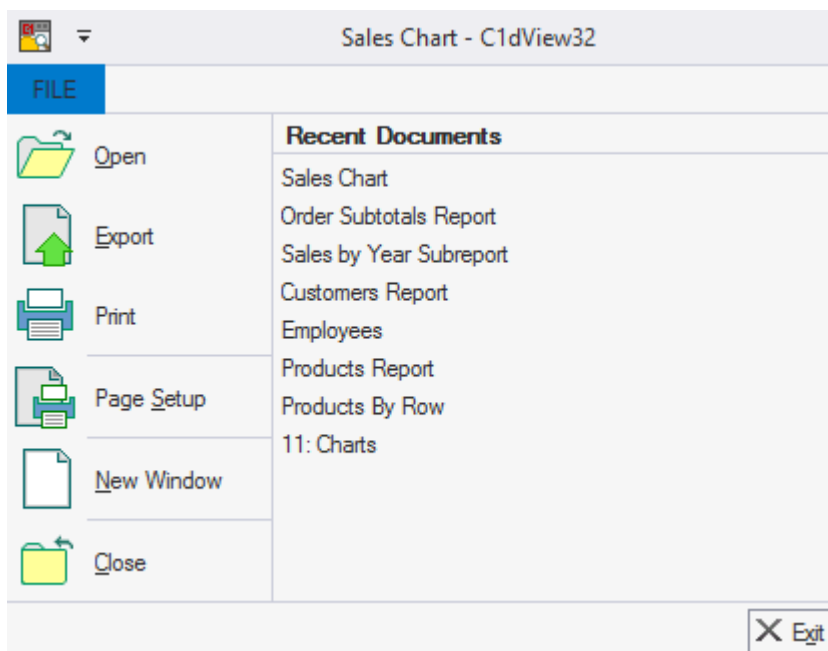 Sales Chart - C1dView32
FILE
Open
Export
Print
Page Setup
New Window
Close
Recent Documents
Sales Chart
Order Subtotals Report
Sales by Year Subreport
Customers Report
Employees
Products Report
Products By Row
11: Charts
Exit